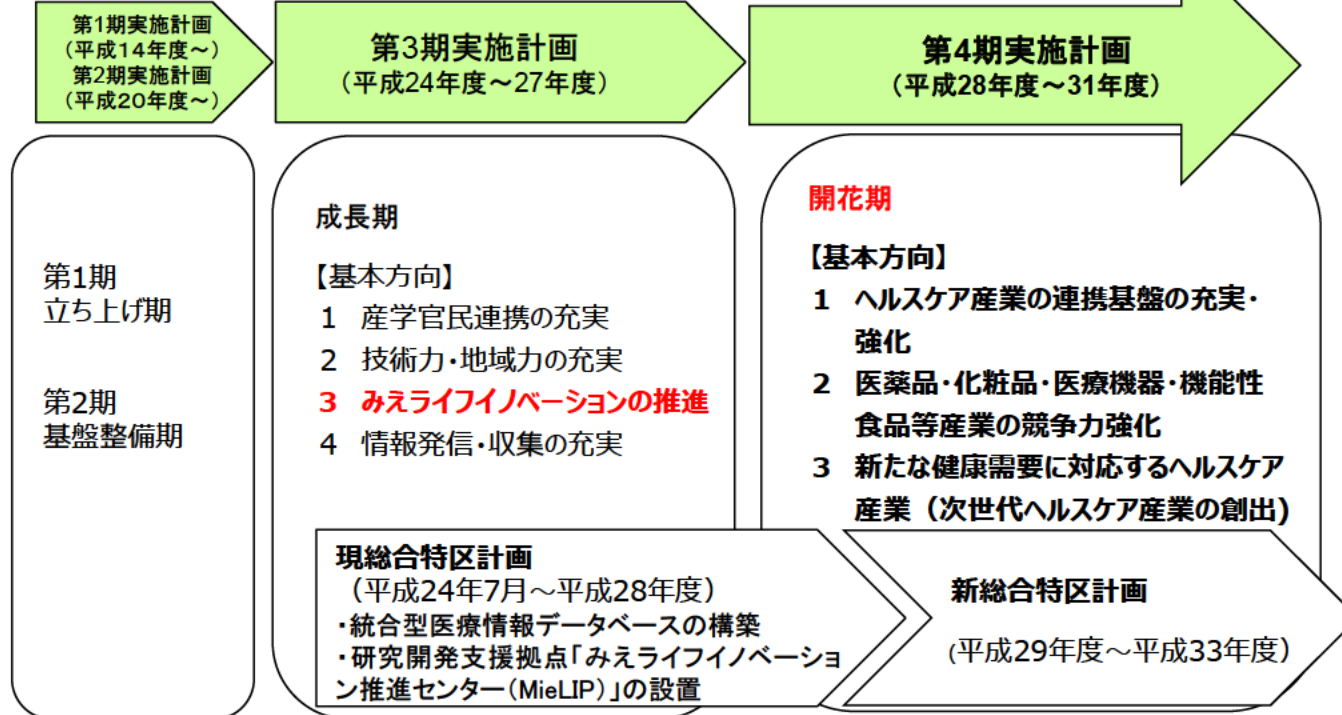 第1期実施計画
（平成14年度～）
第2期実施計画
（平成20年度～）
第3期実施計画
（平成24年度～27年度）
第4期実施計画
（平成28年度～31年度）
第1期
立ち上げ期
第2期
基盤整備期
成長期
【基本方向】
1 産学官民連携の充実
2 技術力・地域力の充実
3 みえライフイノベーションの推進
4 情報発信・収集の充実
開花期
【基本方向】
1 ヘルスケア産業の連携基盤の充実・
強化
2 医薬品・化粧品・医療機器・機能性
食品等産業の競争力強化
3 新たな健康需要に対応するヘルスケア
産業（次世代ヘルスケア産業の創出)
現総合特区計画
（平成24年7月～平成28年度）
・統合型医療情報データベースの構築
・研究開発支援拠点「みえライフイノベーショ
ン推進センター（MieLIP）」の設置
新総合特区計画
(平成29年度～平成33年度）